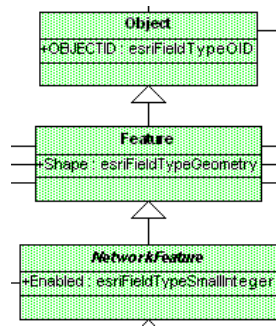 Object
+OBJECTID : esriFieldTypeOID
Feature
+Shape : esriFieldTypeGeometry
NetworkFeature
+Enabled : esriFieldTypeSmallInteger